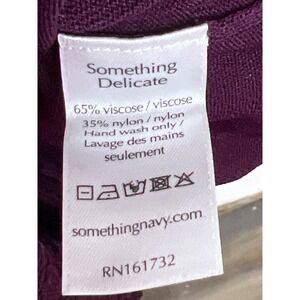 Something
Delicate
65% viscose / viscose
35% nylon / nylon
Hand wash only /
Lavage des mains
seulement
somethingnavy.com
RN161732